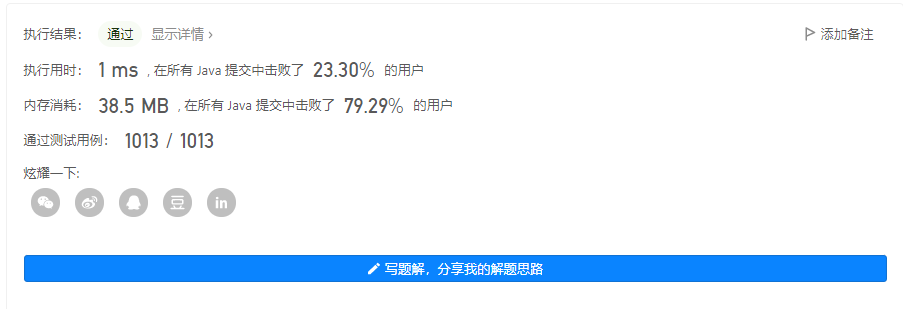 执行结果： 通过 显示详情 › 添加备注
执行用时： 1 ms , 在所有 Java 提交中击败了 23.30% 的用户
内存消耗： 38.5 MB , 在所有 Java 提交中击败了 79.29% 的用户
通过测试用例： 1013 / 1013
炫耀一下:
豆 in
写题解，分享我的解题思路